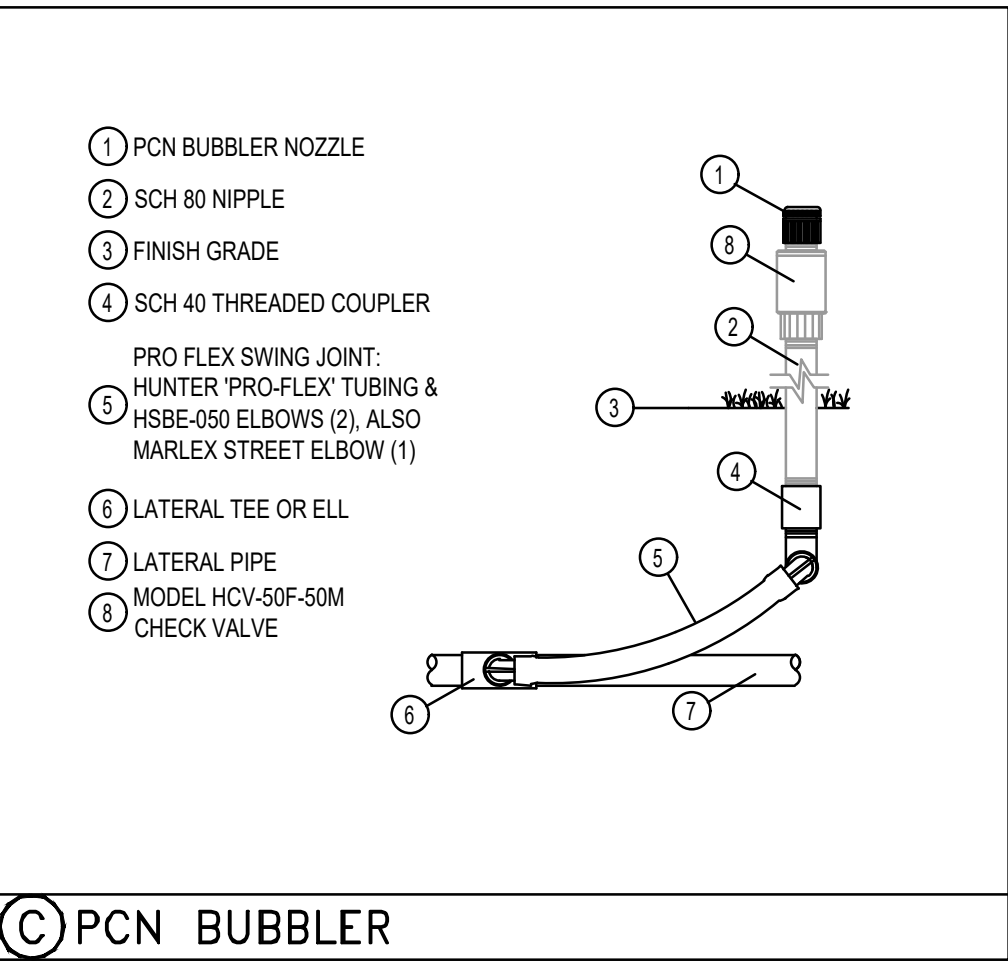 1 PCN BUBBLER NOZZLE
2 SCH 80 NIPPLE
3 FINISH GRADE
4 SCH 40 THREADED COUPLER
PRO FLEX SWING JOINT:
5 HUNTER 'PRO-FLEX' TUBING &
HSBE-050 ELBOWS (2), ALSO
MARLEX STREET ELBOW (1)
6 LATERAL TEE OR ELL
7 LATERAL PIPE
8 MODEL HCV-50F-50M
CHECK VALVE
1
8
2
3
4
5
6
7
C PCN BUBBLER